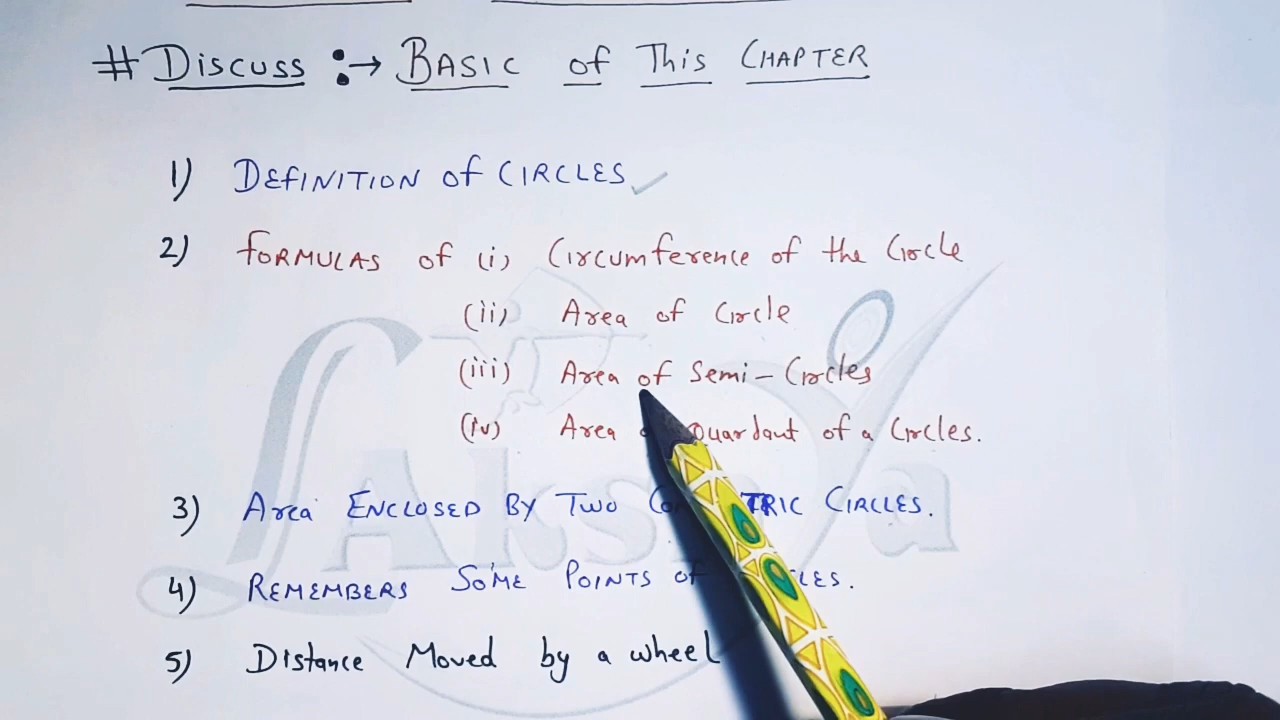 # Discuss :→ BASIC of This CHAPTER
1) DEFINITION of CIRCLES ✓
2) FORMULAS of (i) Circumference of the Circle
(ii) Area of Circle
(iii) Area of Semi-Circles
(iv) Area Quardant of a Circles.
3) Area ENCLOSED BY TWO CIRCLES.
4) REMEMBERS SOME POINTS
5) Distance Moved by a wheel